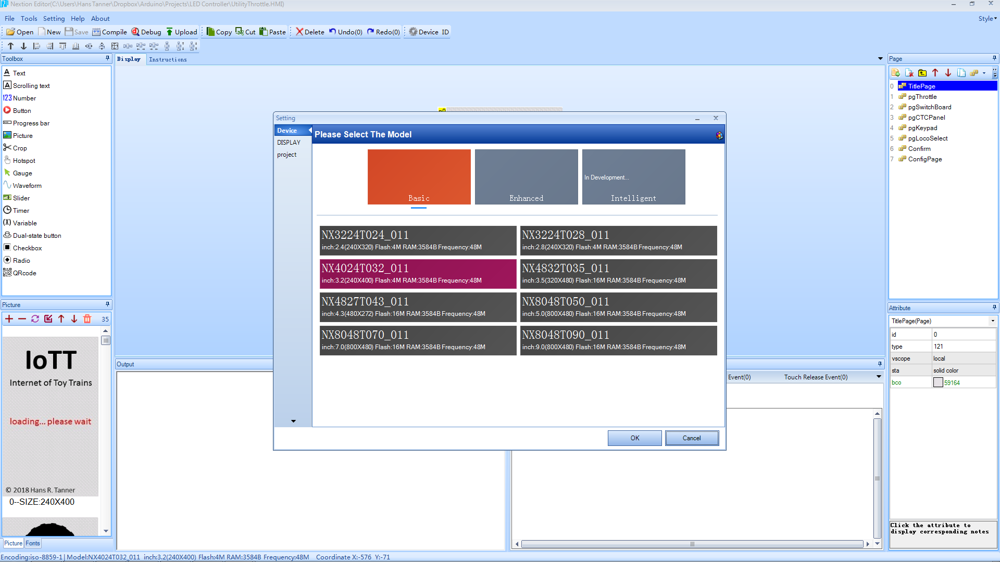 Nextion Editor(C:\Users\Hans Tanner\Dropbox\Arduino\Projects\LED Controller\UtilityThrottle.HMI)
File Tools Setting Help About Style
Open New Save Compile Debug Upload Copy Cut Paste Delete Undo(0) Redo(0) Device ID
Toolbox
Text
Scrolling text
123 Number
Button
Progress bar
Picture
Crop
Hotspot
Gauge
Waveform
Slider
Timer
(X) Variable
Dual-state button
Checkbox
Radio
QRcode
Picture
35
IoTT
Internet of Toy Trains
loading... please wait
© 2018 Hans R. Tanner
0--SIZE:240X400
Picture Fonts
Display Instructions
p0
Setting
Device
DISPLAY
project
Please Select The Model
Basic
Enhanced
In Development...
Intelligent
NX3224T024_011
inch:2.4(240X320) Flash:4M RAM:3584B Frequency:48M
NX3224T028_011
inch:2.8(240X320) Flash:4M RAM:3584B Frequency:48M
NX4024T032_011
inch:3.2(240X400) Flash:4M RAM:3584B Frequency:48M
NX4832T035_011
inch:3.5(320X480) Flash:16M RAM:3584B Frequency:48M
NX4827T043_011
inch:4.3(480X272) Flash:16M RAM:3584B Frequency:48M
NX8048T050_011
inch:5.0(800X480) Flash:16M RAM:3584B Frequency:48M
NX8048T070_011
inch:7.0(800X480) Flash:16M RAM:3584B Frequency:48M
NX8048T090_011
inch:9.0(800X480) Flash:16M RAM:3584B Frequency:48M
OK Cancel
Output
Event(0) Touch Release Event(0)
Page
0 TitlePage
1 pgThrottle
2 pgSwitchBoard
3 pgCTCPanel
4 pgKeypad
5 pgLocoSelect
6 Confirm
7 ConfigPage
Attribute
TitlePage(Page)
id 0
type 121
vscope local
sta solid color
bco 59164
Click the attribute to
display corresponding notes
Encoding:iso-8859-1| Model:NX4024T032_011 inch:3.2(240X400) Flash:4M RAM:3584B Frequency:48M Coordinate X:-576 Y:-71